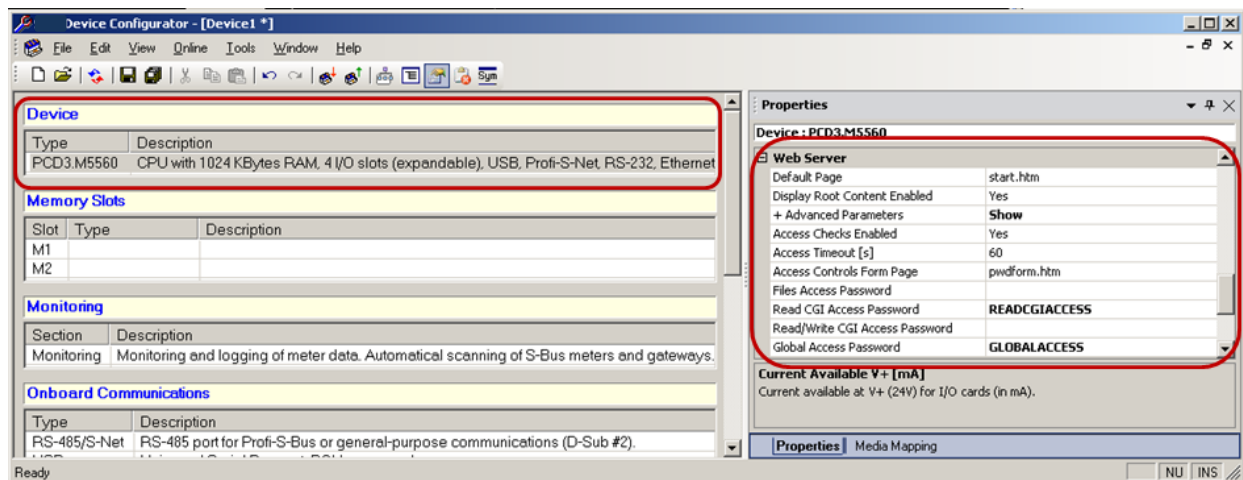 Device Configurator - [Device1 *]
File Edit View Online Tools Window Help
Sym
Device
Type Description
PCD3.M5560 CPU with 1024 KBytes RAM, 4 I/O slots (expandable), USB, Profi-S-Net, RS-232, Ethernet
Memory Slots
Slot Type Description
M1
M2
Monitoring
Section Description
Monitoring Monitoring and logging of meter data. Automatical scanning of S-Bus meters and gateways.
Onboard Communications
Type Description
RS-485/S-Net RS-485 port for Profi-S-Bus or general-purpose communications (D-Sub #2).
Properties
Device : PCD3.M5560
Web Server
Default Page start.htm
Display Root Content Enabled Yes
+ Advanced Parameters Show
Access Checks Enabled Yes
Access Timeout [s] 60
Access Controls Form Page pwdform.htm
Files Access Password
Read CGI Access Password READCGIACCESS
Read/Write CGI Access Password
Global Access Password GLOBALACCESS
Current Available V+ [mA]
Current available at V+ (24V) for I/O cards (in mA).
Properties Media Mapping
Ready
NU INS